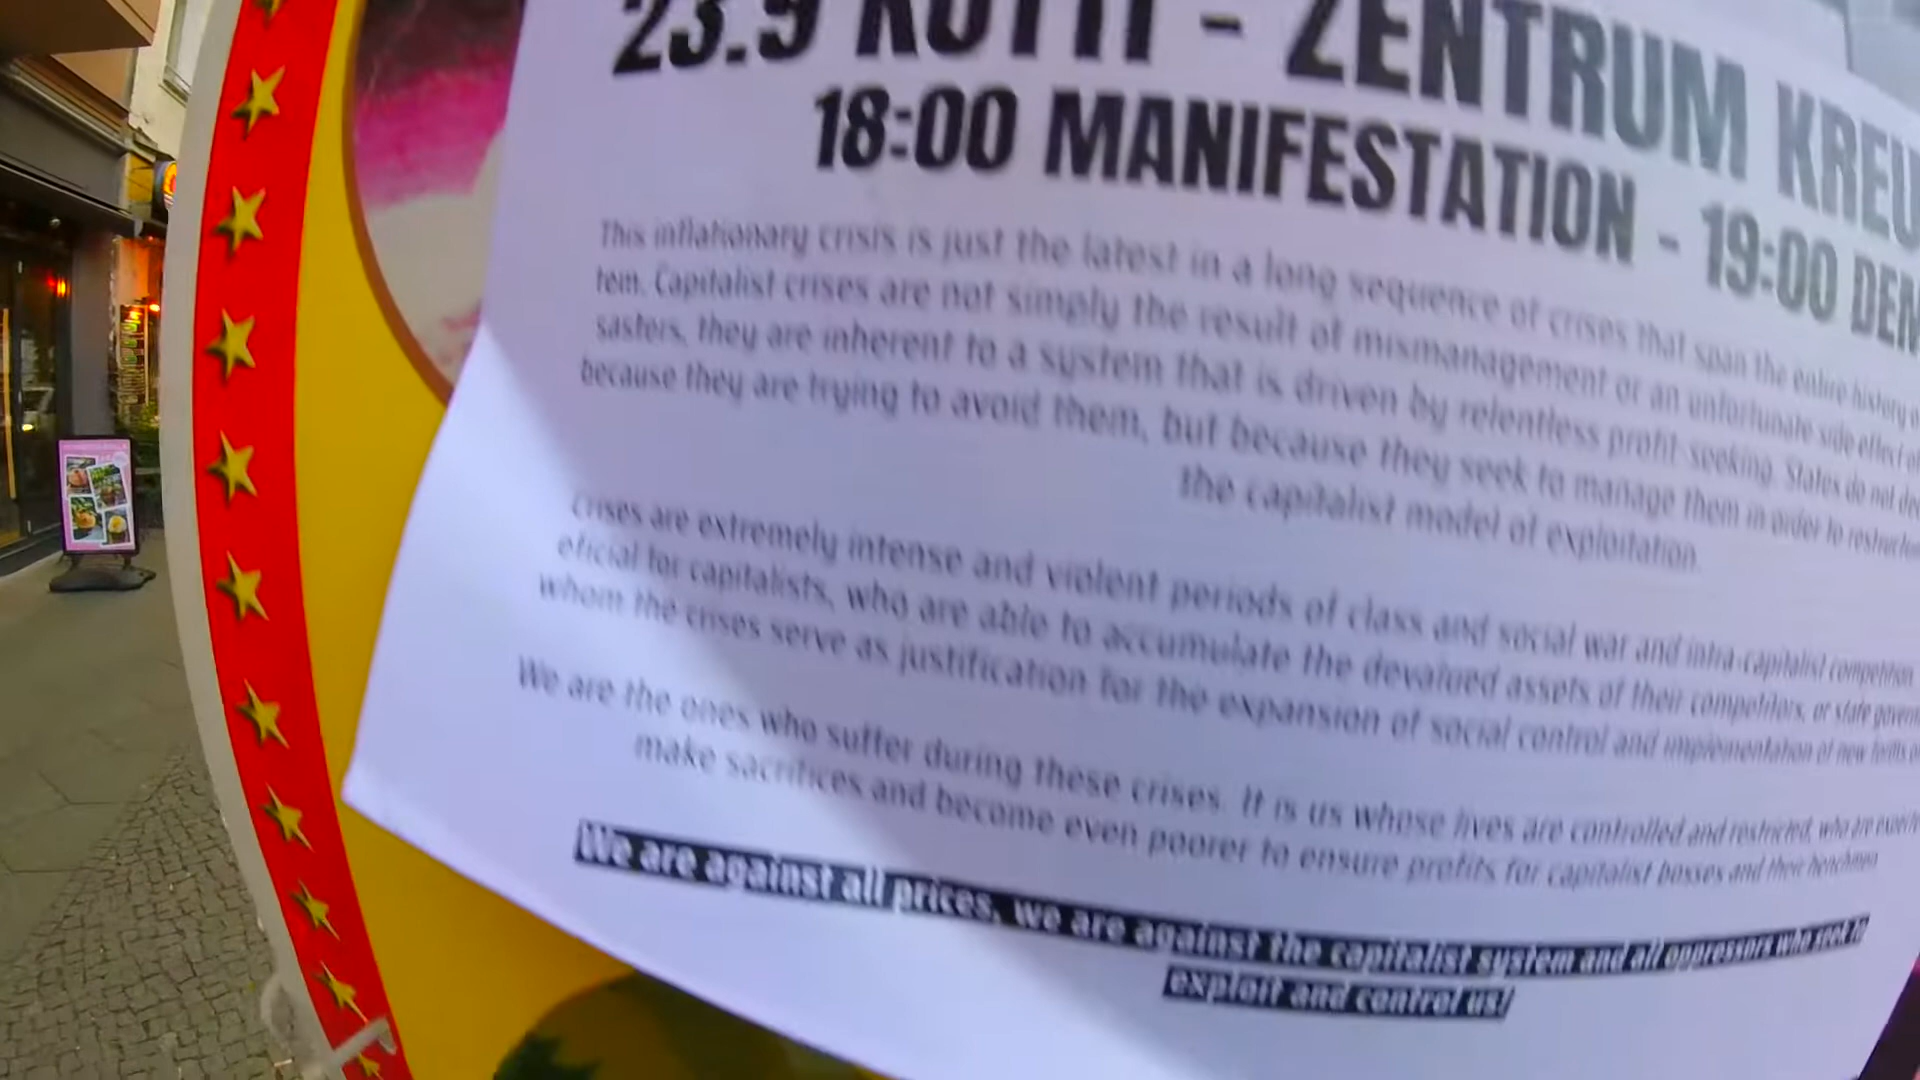 23.9 KOTTI - ZENTRUM KREU
18:00 MANIFESTATION - 19:00 DEM
This inflationary crisis is just the latest in a long sequence of crises that span the entire history o
tem. Capitalist crises are not simply the result of mismanagement or an unfortunate side effect of
sasters, they are inherent to a system that is driven by relentless profit seeking. States do not dec
because they are trying to avoid them, but because they seek to manage them in order to restructure
the capitalist model of exploitation.
Crises are extremely intense and violent periods of class and social war and intra-capitalist competition.
eficial for capitalists, who are able to accumulate the devalued assets of their competitors, or state govern
whom the crises serve as justification for the expansion of social control and implementation of new forms o
We are the ones who suffer during these crises. It is us whose lives are controlled and restricted, who are
make sacrifices and become even poorer to ensure profits for capitalist bosses and their henchmen
We are against all prices, we are against the capitalist system and all oppressors who seek to
exploit and control us!